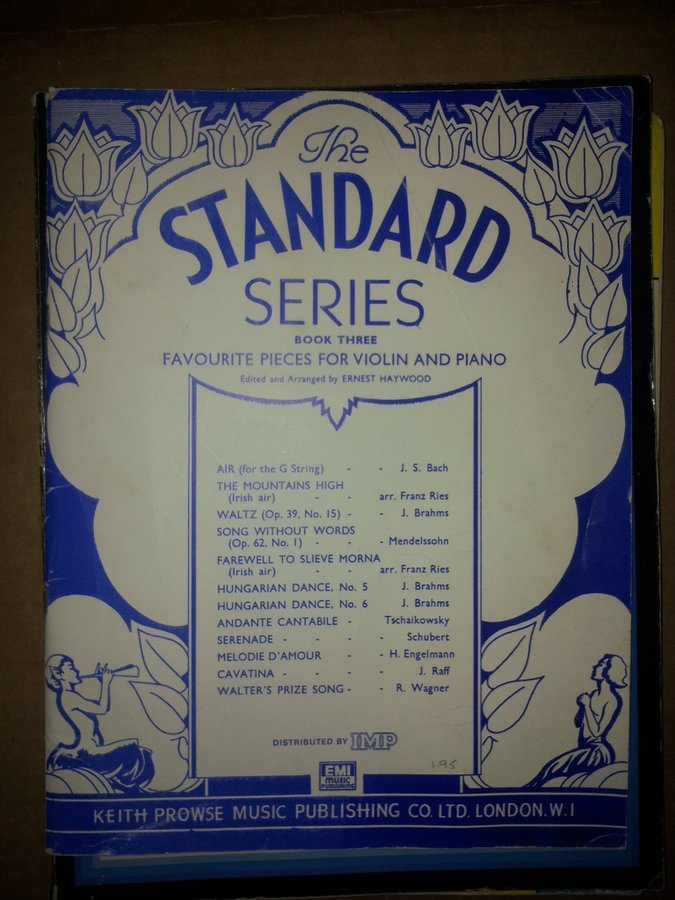 The
STANDARD
SERIES
BOOK THREE
FAVOURITE PIECES FOR VIOLIN AND PIANO
Edited and Arranged by ERNEST HAYWOOD
AIR (for the G String) - - J. S. Bach
THE MOUNTAINS HIGH
(Irish air) - - arr. Franz Ries
WALTZ (Op. 39, No. 15) - - J. Brahms
SONG WITHOUT WORDS
(Op. 62, No. 1) - - - Mendelssohn
FAREWELL TO SLIEVE MORNA
(Irish air) - - arr. Franz Ries
HUNGARIAN DANCE, No. 5 J. Brahms
HUNGARIAN DANCE, No. 6 J. Brahms
ANDANTE CANTABILE - Tschaikowsky
SERENADE - - - - Schubert
MELODIE D'AMOUR - - H. Engelmann
CAVATINA - - - - J. Raff
WALTER'S PRIZE SONG - - R. Wagner
DISTRIBUTED BY IMP
1.95
EMI
MUSIC
PUBLISHING
KEITH PROWSE MUSIC PUBLISHING CO. LTD. LONDON. W.1